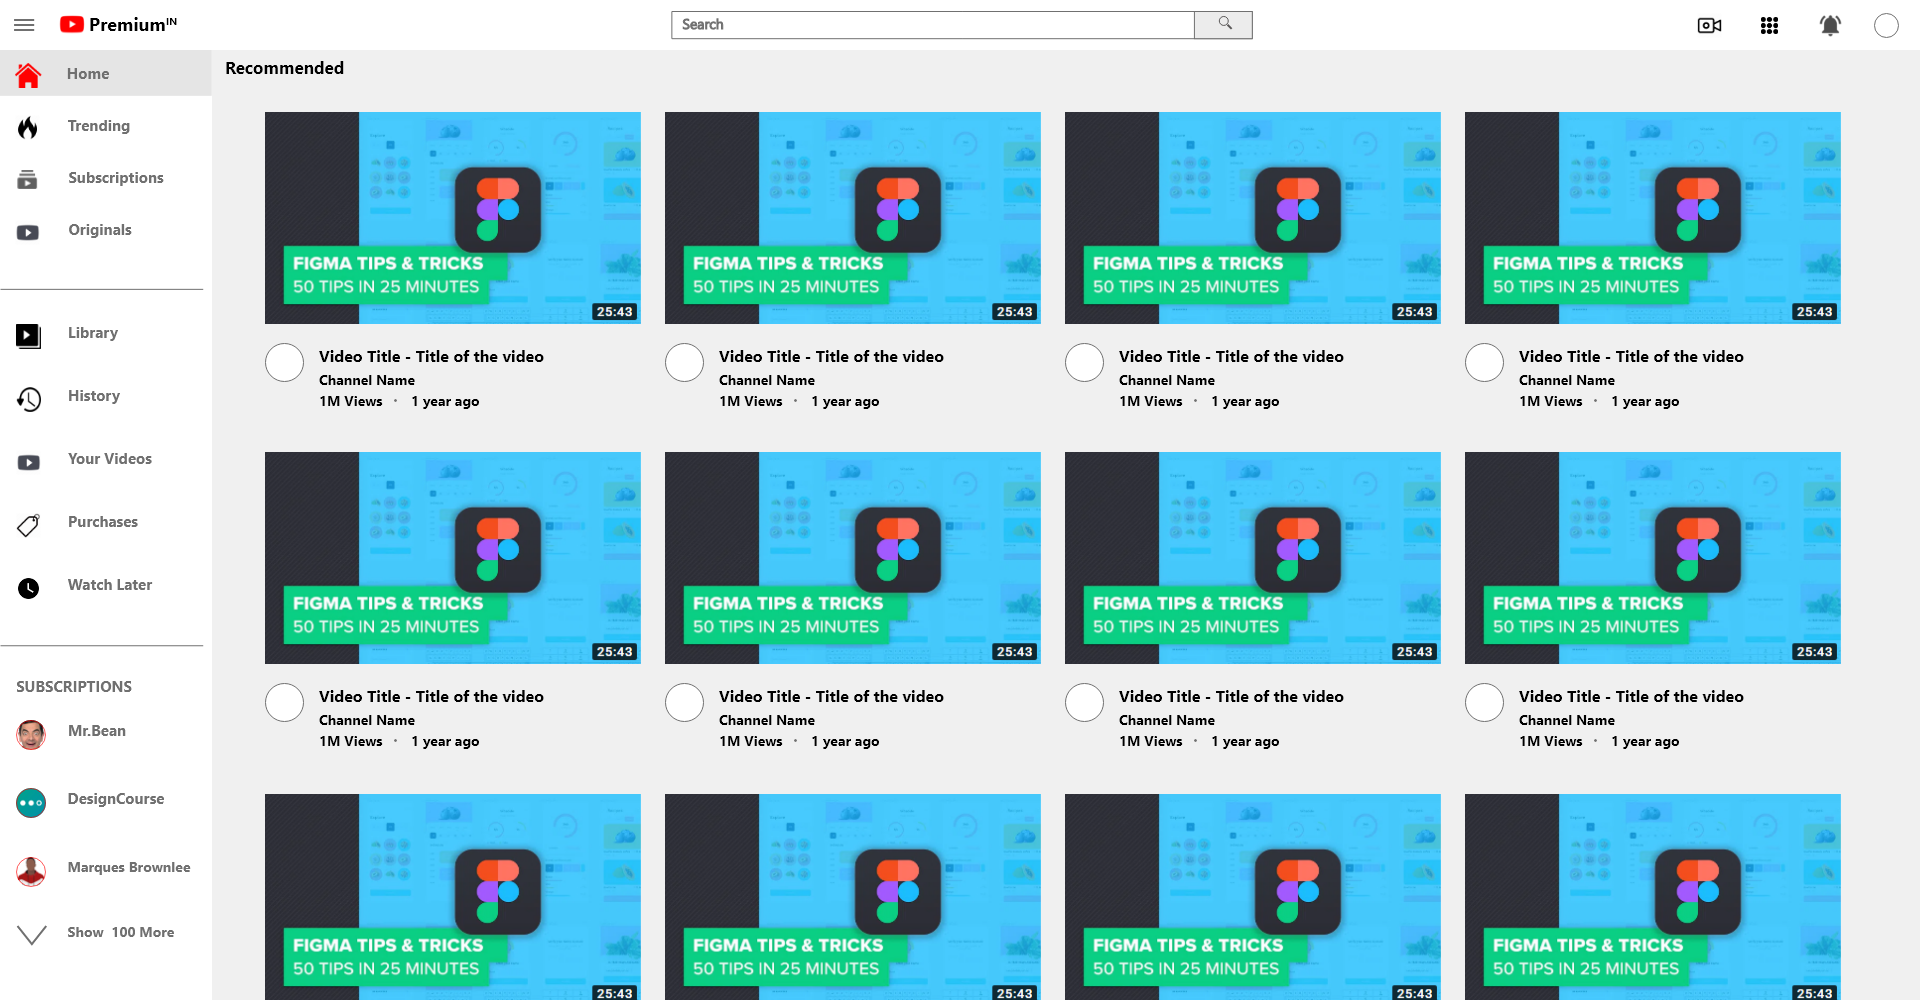 Premium IN
Search
Home
Trending
Subscriptions
Originals
Library
History
Your Videos
Purchases
Watch Later
SUBSCRIPTIONS
Mr.Bean
DesignCourse
Marques Brownlee
Show 100 More
Recommended
FIGMA TIPS & TRICKS
50 TIPS IN 25 MINUTES
25:43
FIGMA TIPS & TRICKS
50 TIPS IN 25 MINUTES
25:43
FIGMA TIPS & TRICKS
50 TIPS IN 25 MINUTES
25:43
FIGMA TIPS & TRICKS
50 TIPS IN 25 MINUTES
25:43
Video Title - Title of the video
Channel Name
1M Views · 1 year ago
Video Title - Title of the video
Channel Name
1M Views · 1 year ago
Video Title - Title of the video
Channel Name
1M Views · 1 year ago
Video Title - Title of the video
Channel Name
1M Views · 1 year ago
FIGMA TIPS & TRICKS
50 TIPS IN 25 MINUTES
25:43
FIGMA TIPS & TRICKS
50 TIPS IN 25 MINUTES
25:43
FIGMA TIPS & TRICKS
50 TIPS IN 25 MINUTES
25:43
FIGMA TIPS & TRICKS
50 TIPS IN 25 MINUTES
25:43
Video Title - Title of the video
Channel Name
1M Views · 1 year ago
Video Title - Title of the video
Channel Name
1M Views · 1 year ago
Video Title - Title of the video
Channel Name
1M Views · 1 year ago
Video Title - Title of the video
Channel Name
1M Views · 1 year ago
FIGMA TIPS & TRICKS
50 TIPS IN 25 MINUTES
25:43
FIGMA TIPS & TRICKS
50 TIPS IN 25 MINUTES
25:43
FIGMA TIPS & TRICKS
50 TIPS IN 25 MINUTES
25:43
FIGMA TIPS & TRICKS
50 TIPS IN 25 MINUTES
25:43